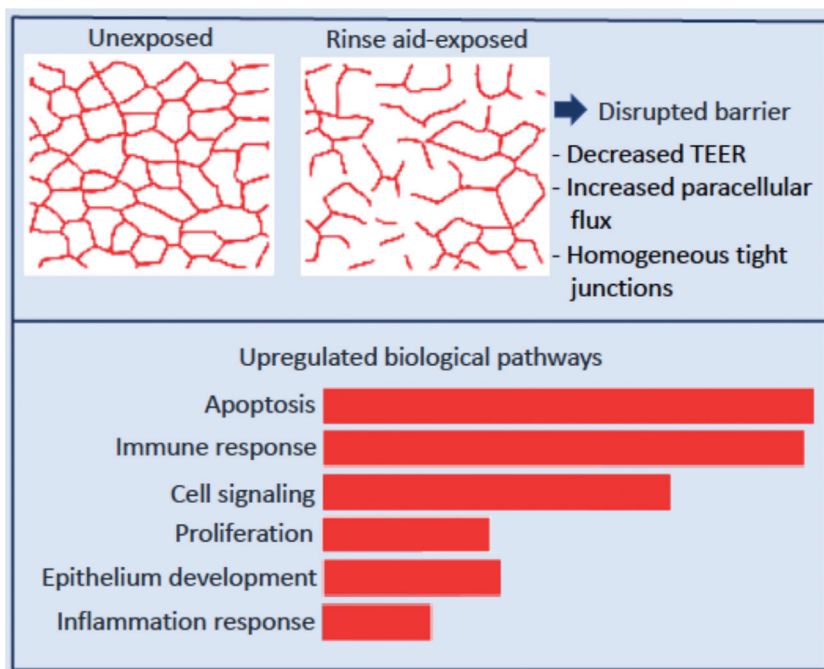 Unexposed
Rinse aid-exposed
Disrupted barrier
- Decreased TEER
- Increased paracellular
flux
- Homogeneous tight
junctions
Upregulated biological pathways
Apoptosis
Immune response
Cell signaling
Proliferation
Epithelium development
Inflammation response